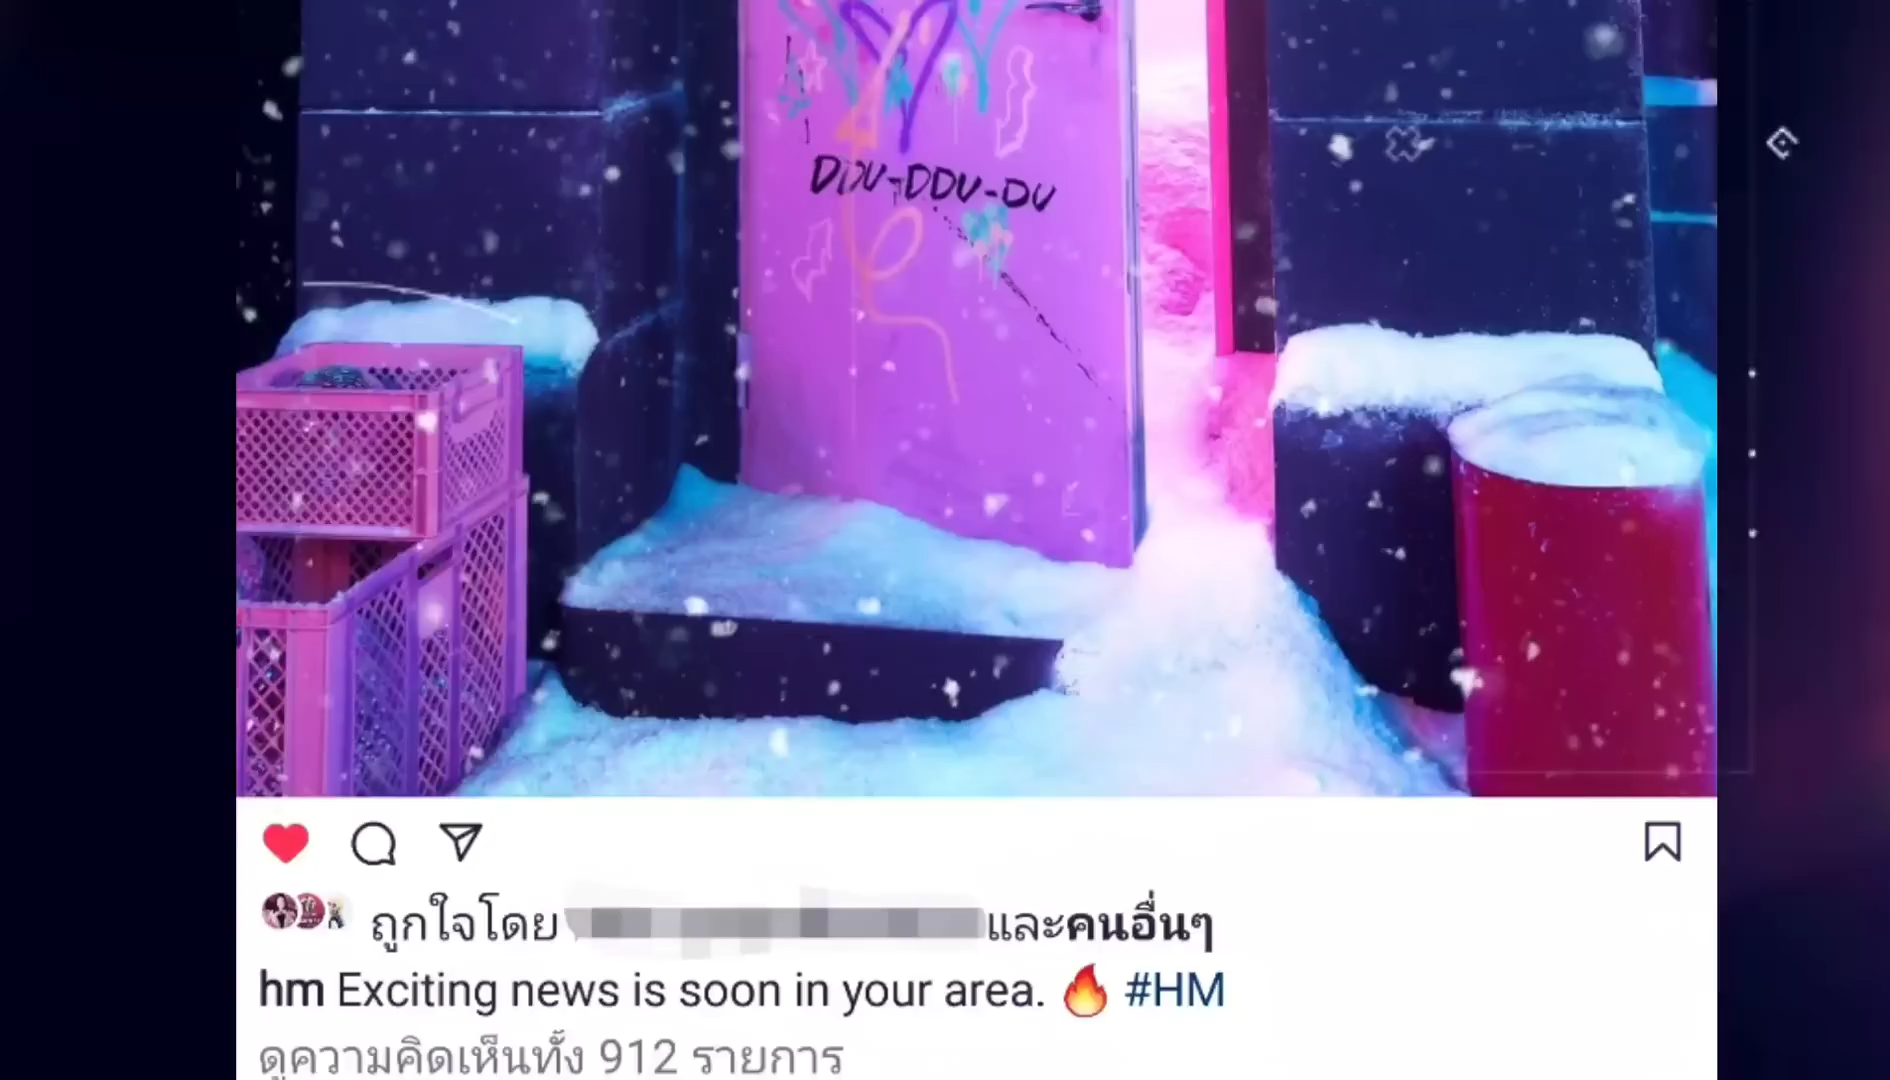 DDU-DDU-DU
ถูกใจโดย และคนอื่นๆ
hm Exciting news is soon in your area. 🔥 #HM
ดูความคิดเห็นทั้ง 912 รายการ